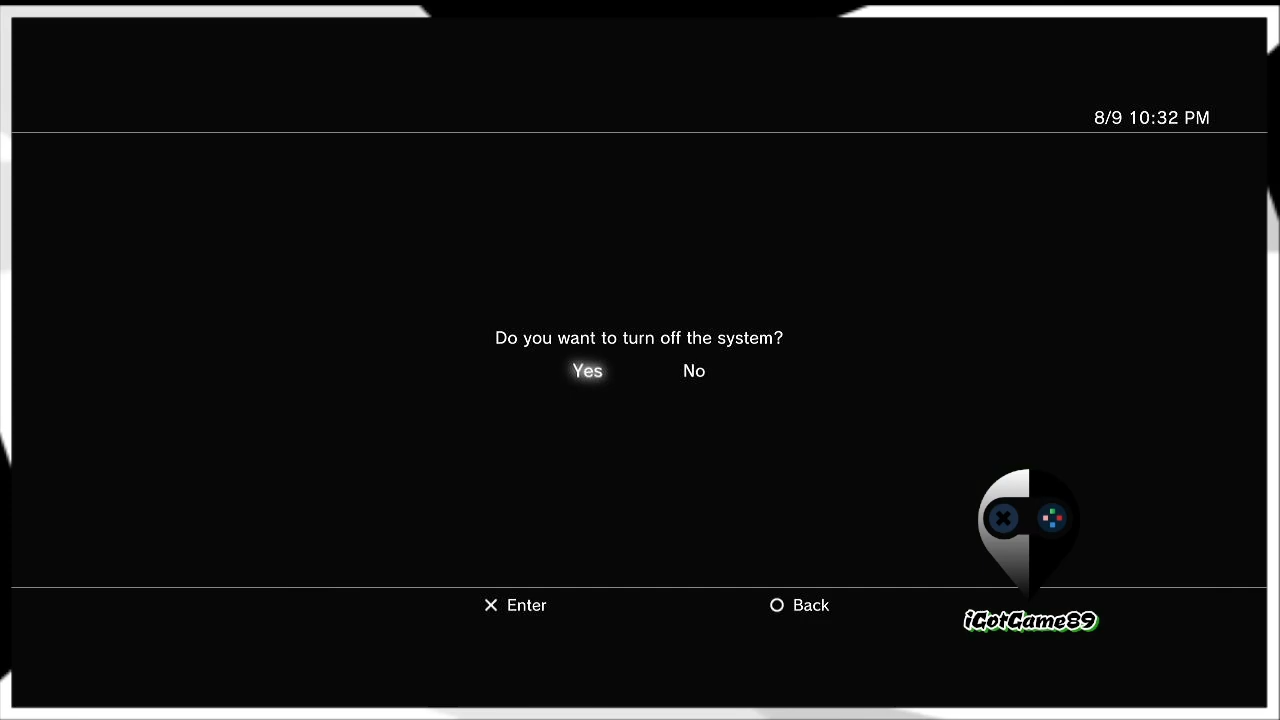 8/9 10:32 PM
Do you want to turn off the system?
Yes No
Enter Back
iGotGame89